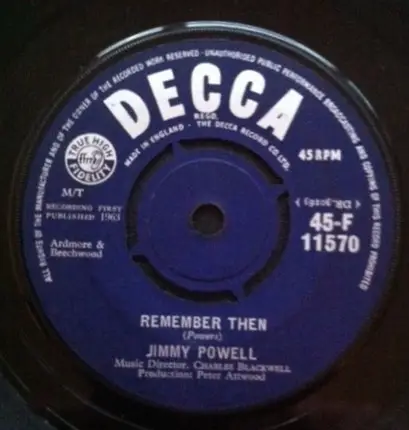 ALL RIGHTS OF THE MANUFACTURER AND OF THE OWNER OF THE RECORDED WORK RESERVED · UNAUTHORISED PUBLIC PERFORMANCE BROADCASTING AND COPYING OF THIS RECORD PROHIBITED
DECCA
REGD.
MADE IN ENGLAND · THE DECCA RECORD CO LTD.
TRUE HIGH
ffrr
FIDELITY
45 RPM
M/T
RECORDING FIRST
PUBLISHED 1963
45-F
11570
Ardmore &
Beechwood
REMEMBER THEN
(Powers)
JIMMY POWELL
Music Director. CHARLES BLACKWELL
Production: Peter Attwood